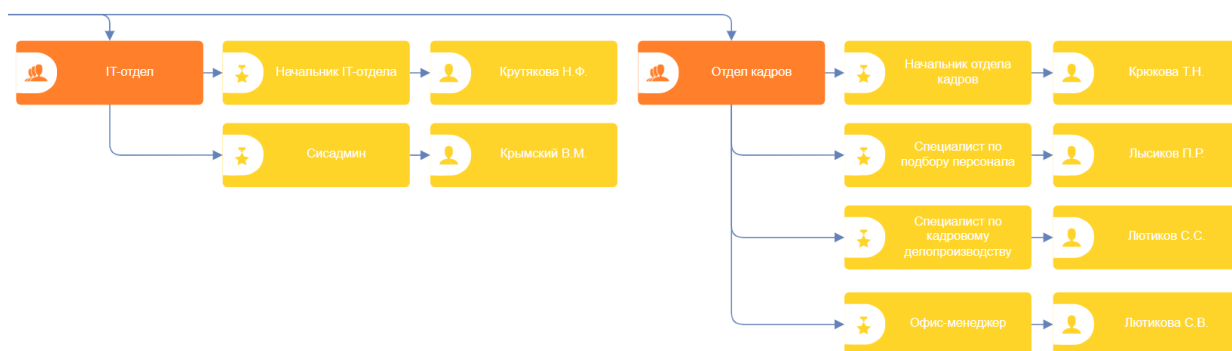 IT-отдел
Начальник IT-отдела
Крутякова Н.Ф.
Сисадмин
Крымский В.М.
Отдел кадров
Начальник отдела
кадров
Крюкова Т.Н.
Специалист по
подбору персонала
Лысиков П.Р.
Специалист по
кадровому
делопроизводству
Лютиков С.С.
Офис-менеджер
Лютикова С.В.